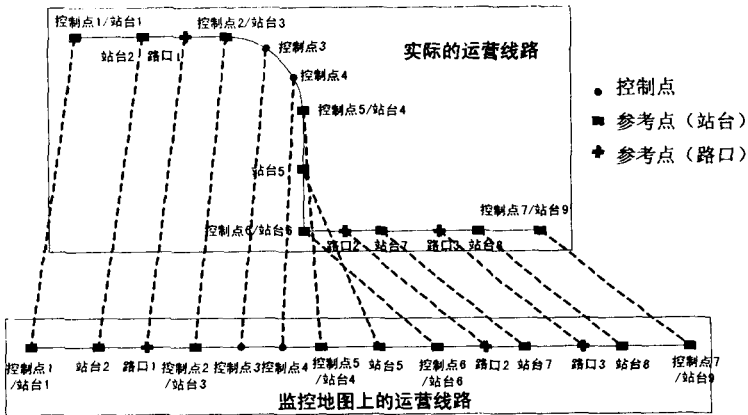 控制点1/站台1
控制点2/站台3
站台2
路口1
控制点3
控制点4
实际的运营线路
控制点5/站台4
站台5
控制点6/站台6
路口2
站台7
路口3
站台8
控制点7/站台9
控制点
参考点（站台）
参考点（路口）
控制点1
/站台1
站台2
路口1
控制点2
/站台3
控制点3
控制点4
控制点5
/站台4
站台5
控制点6
/站台6
路口2
站台7
路口3
站台8
控制点7
/站台9
监控地图上的运营线路